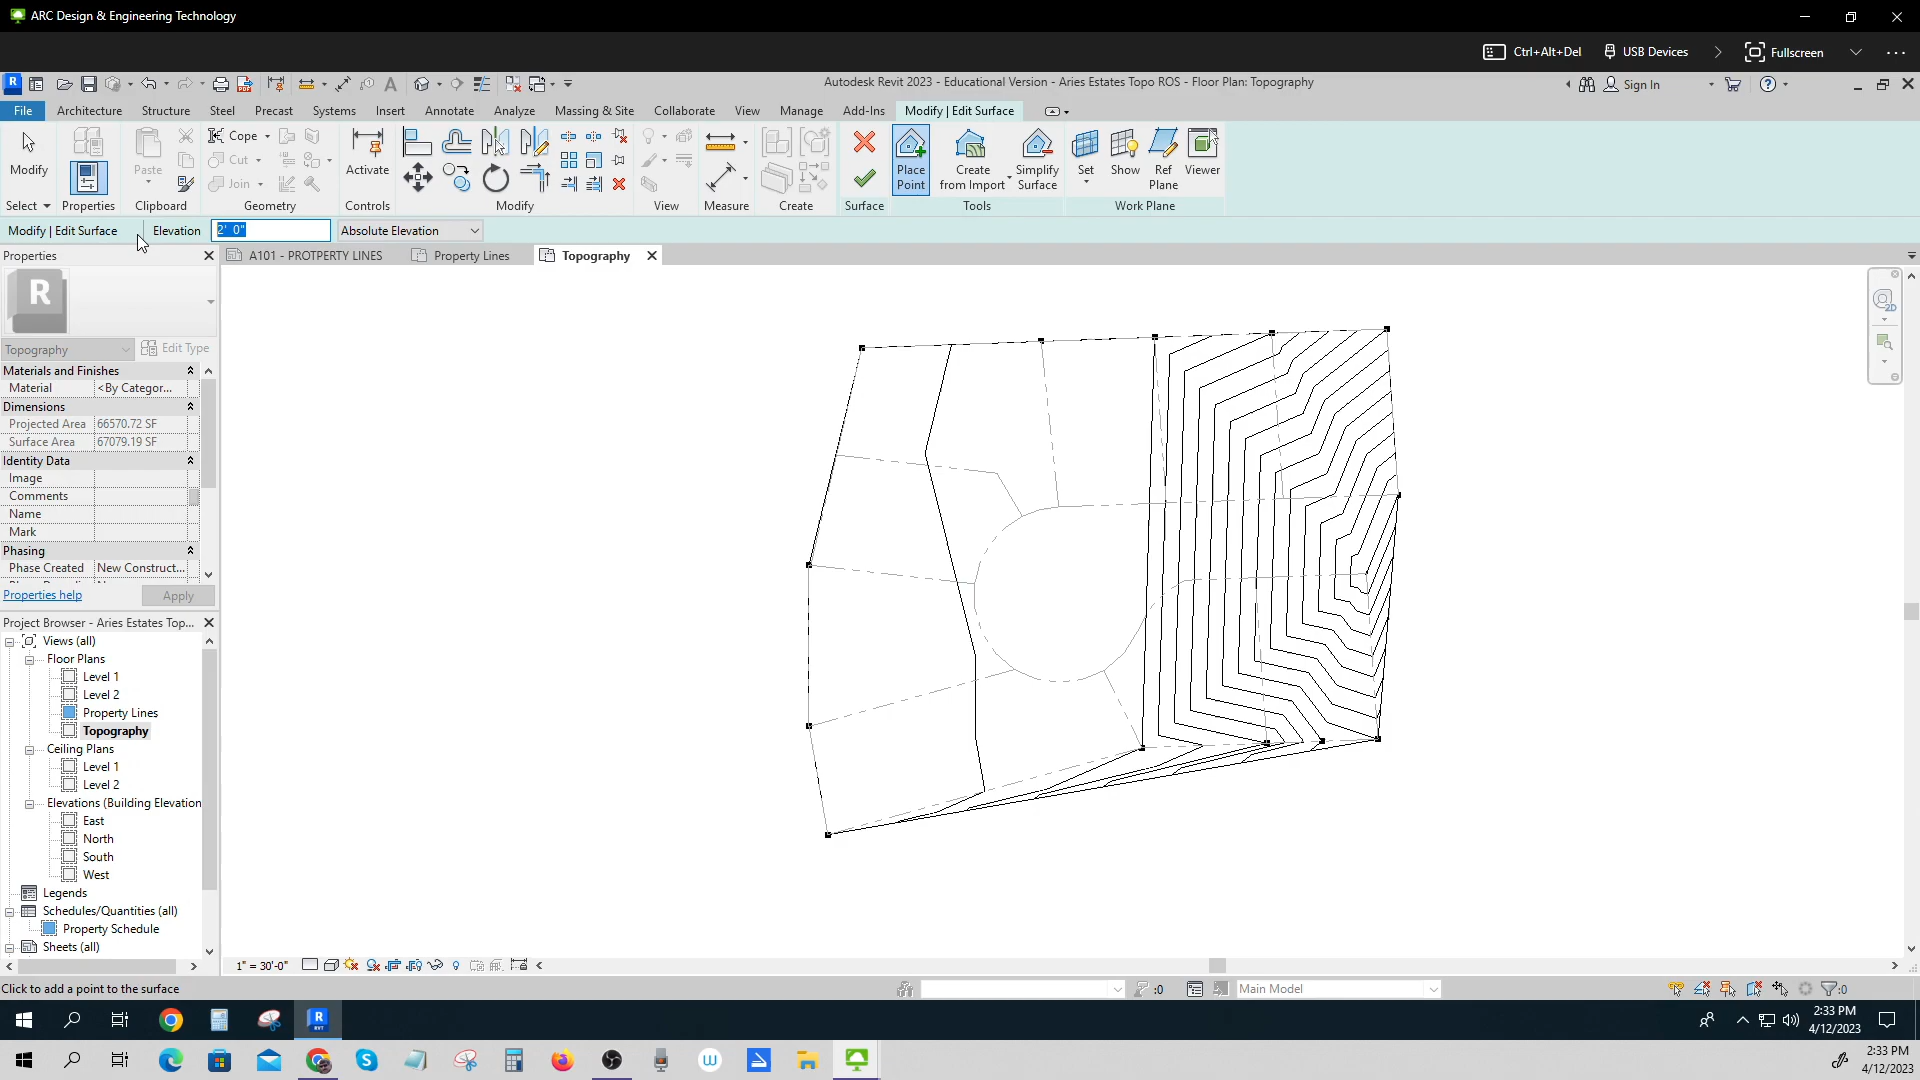 ARC Design & Engineering Technology
Ctrl+Alt+Del USB Devices Fullscreen
Autodesk Revit 2023 - Educational Version - Aries Estates Topo ROS - Floor Plan: Topography
Sign In
File Architecture Structure Steel Precast Systems Insert Annotate Analyze Massing & Site Collaborate View Manage Add-Ins Modify | Edit Surface
Modify Paste Cope Cut Join Activate Place Point Create from Import Simplify Surface Set Show Ref Plane Viewer
Select Properties Clipboard Geometry Controls Modify View Measure Create Surface Tools Work Plane
Modify | Edit Surface Elevation 2' 0" Absolute Elevation
Properties
A101 - PROTPERTY LINES Property Lines Topography
R
Topography Edit Type
Materials and Finishes
Material <By Categor...
Dimensions
Projected Area 66570.72 SF
Surface Area 67079.19 SF
Identity Data
Image
Comments
Name
Mark
Phasing
Phase Created New Construct...
Properties help Apply
Project Browser - Aries Estates Top...
Views (all)
Floor Plans
Level 1
Level 2
Property Lines
Topography
Ceiling Plans
Level 1
Level 2
Elevations (Building Elevation
East
North
South
West
Legends
Schedules/Quantities (all)
Property Schedule
Sheets (all)
1" = 30'-0"
Click to add a point to the surface :0 Main Model :0
2:33 PM
4/12/2023
2:33 PM
4/12/2023